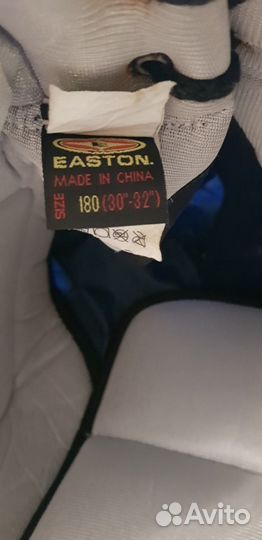 EASTON.
MADE IN CHINA
SIZE 180 (30"-32")
Avito